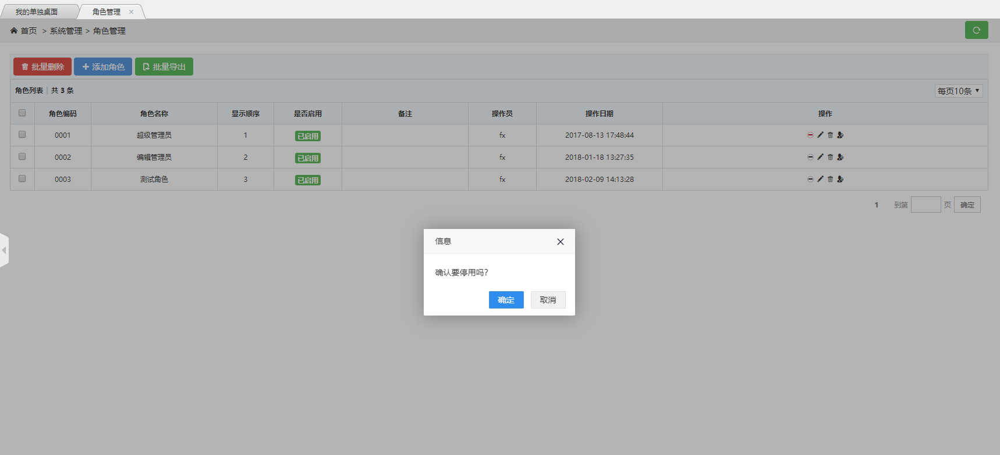 我的单独桌面 角色管理
首页 > 系统管理 > 角色管理
批量删除 添加角色 批量导出
角色列表 | 共 3 条 每页10条
角色编码 角色名称 显示顺序 是否启用 备注 操作员 操作日期 操作
0001 超级管理员 1 已启用 fx 2017-08-13 17:48:44
0002 编辑管理员 2 已启用 fx 2018-01-18 13:27:35
0003 测试角色 3 已启用 fx 2018-02-09 14:13:28
1 到第 页 确定
信息
确认要停用吗?
确定 取消